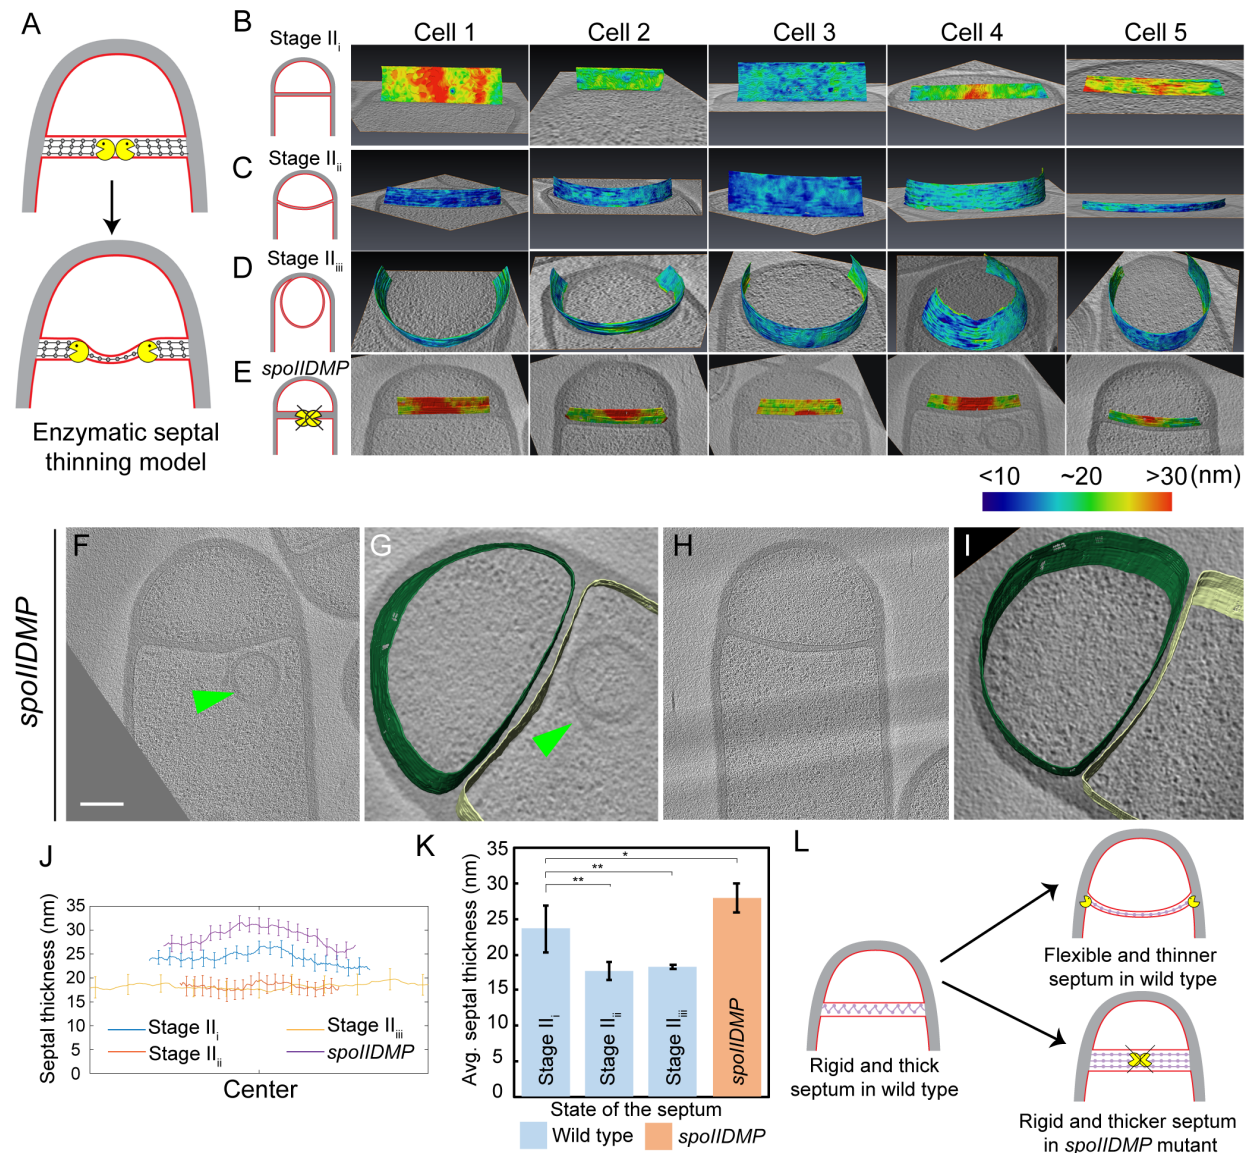 A
Enzymatic septal
thinning model
B
Stage IIi
Cell 1
Cell 2
Cell 3
Cell 4
Cell 5
C
Stage IIii
D
Stage IIiii
E
spoIIDMP
<10
~20
>30
(nm)
spoIIDMP
F
G
H
I
J
Septal thickness (nm)
35
30
25
20
15
10
5
0
Stage IIi
Stage IIii
Stage IIiii
spoIIDMP
Center
K
Avg. septal thickness (nm)
35
30
25
20
15
10
5
0
*
**
**
Stage IIi
Stage IIii
Stage IIiii
spoIIDMP
State of the septum
Wild type
spoIIDMP
L
Rigid and thick
septum in wild type
Flexible and thinner
septum in wild type
Rigid and thicker septum
in spoIIDMP mutant